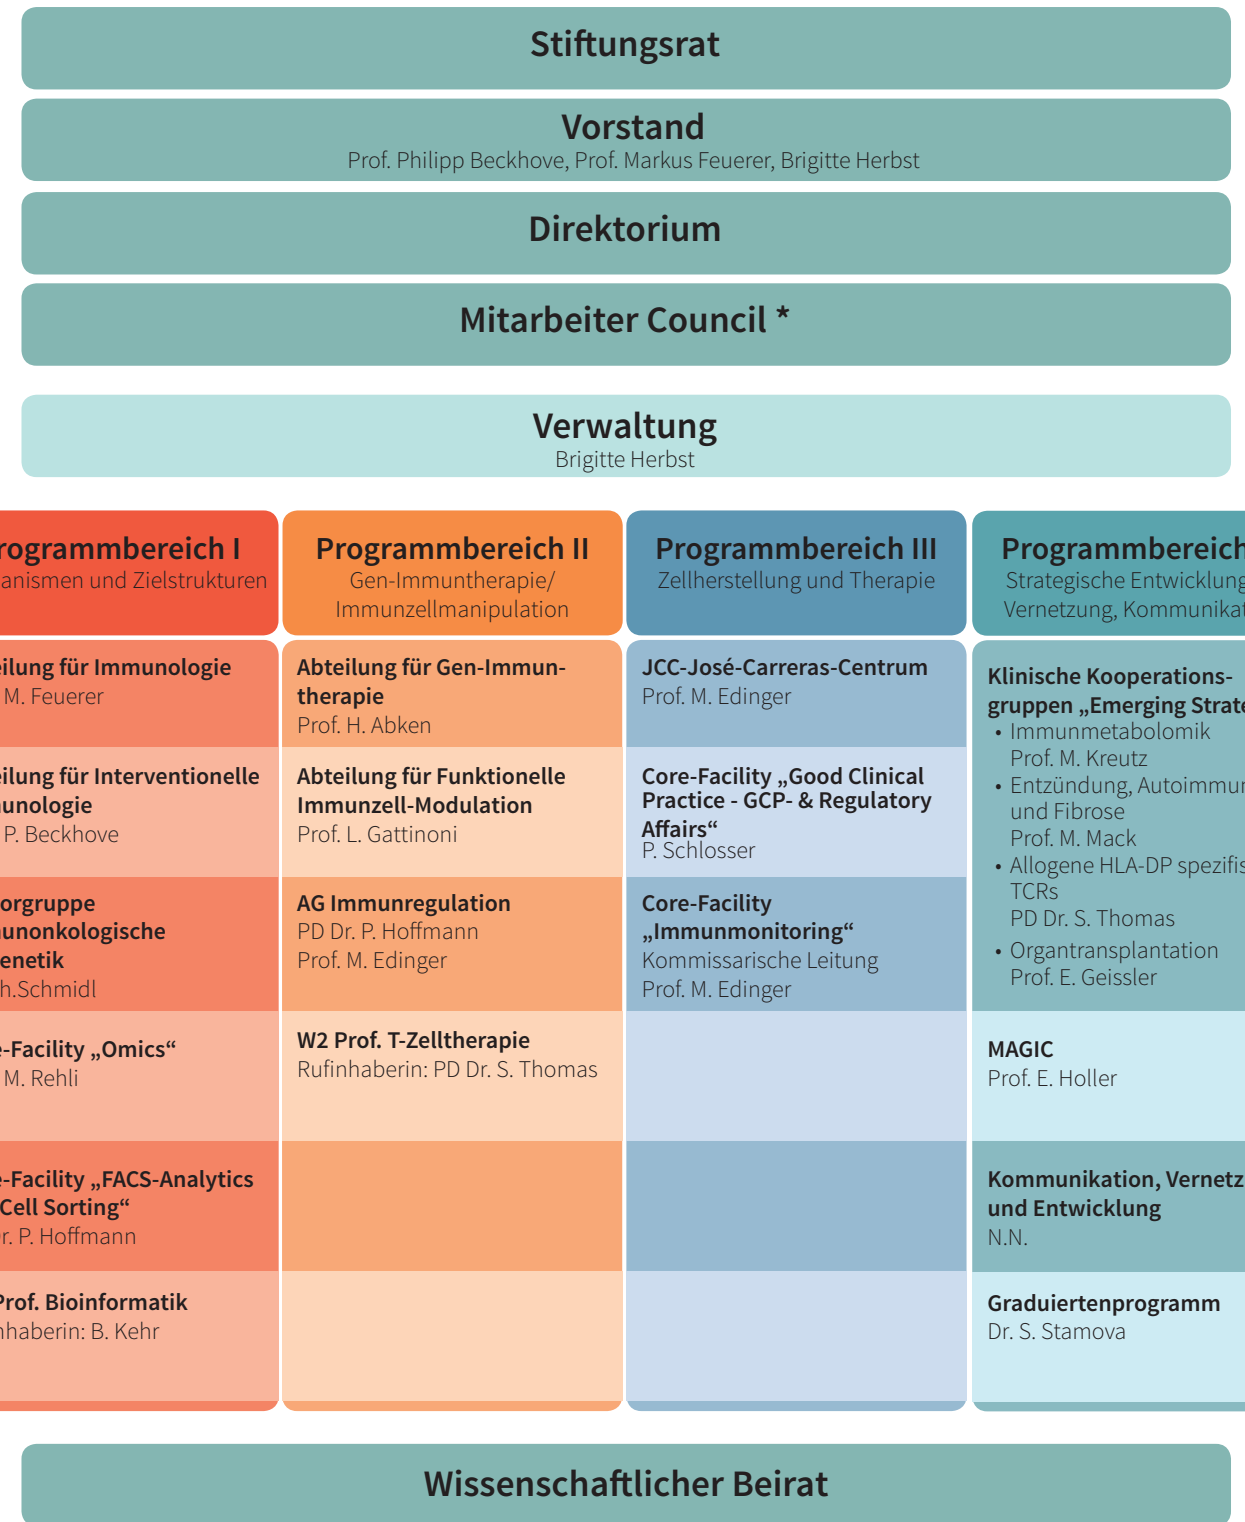 Stiftungsrat
Vorstand
Prof. Philipp Beckhove, Prof. Markus Feuerer, Brigitte Herbst
Direktorium
Mitarbeiter Council *
Verwaltung
Brigitte Herbst
rogrammbereich I
anismen und Zielstrukturen
eilung für Immunologie
M. Feuerer
eilung für Interventionelle
unologie
P. Beckhove
orgruppe
unonkologische
enetik
h.Schmidl
e-Facility „Omics“
M. Rehli
e-Facility „FACS-Analytics
Cell Sorting“
r. P. Hoffmann
Prof. Bioinformatik
nhaberin: B. Kehr
Programmbereich II
Gen-Immuntherapie/
Immunzellmanipulation
Abteilung für Gen-Immun-
therapie
Prof. H. Abken
Abteilung für Funktionelle
Immunzell-Modulation
Prof. L. Gattinoni
AG Immunregulation
PD Dr. P. Hoffmann
Prof. M. Edinger
W2 Prof. T-Zelltherapie
Rufinhaberin: PD Dr. S. Thomas
Programmbereich III
Zellherstellung und Therapie
JCC-José-Carreras-Centrum
Prof. M. Edinger
Core-Facility „Good Clinical
Practice - GCP- & Regulatory
Affairs“
P. Schlosser
Core-Facility
„Immunmonitoring“
Kommissarische Leitung
Prof. M. Edinger
Programmbereich
Strategische Entwicklung
Vernetzung, Kommunikat
Klinische Kooperations-
gruppen „Emerging Strate
• Immunmetabolomik
Prof. M. Kreutz
• Entzündung, Autoimmun
und Fibrose
Prof. M. Mack
• Allogene HLA-DP spezifis
TCRs
PD Dr. S. Thomas
• Organtransplantation
Prof. E. Geissler
MAGIC
Prof. E. Holler
Kommunikation, Vernetz
und Entwicklung
N.N.
Graduiertenprogramm
Dr. S. Stamova
Wissenschaftlicher Beirat